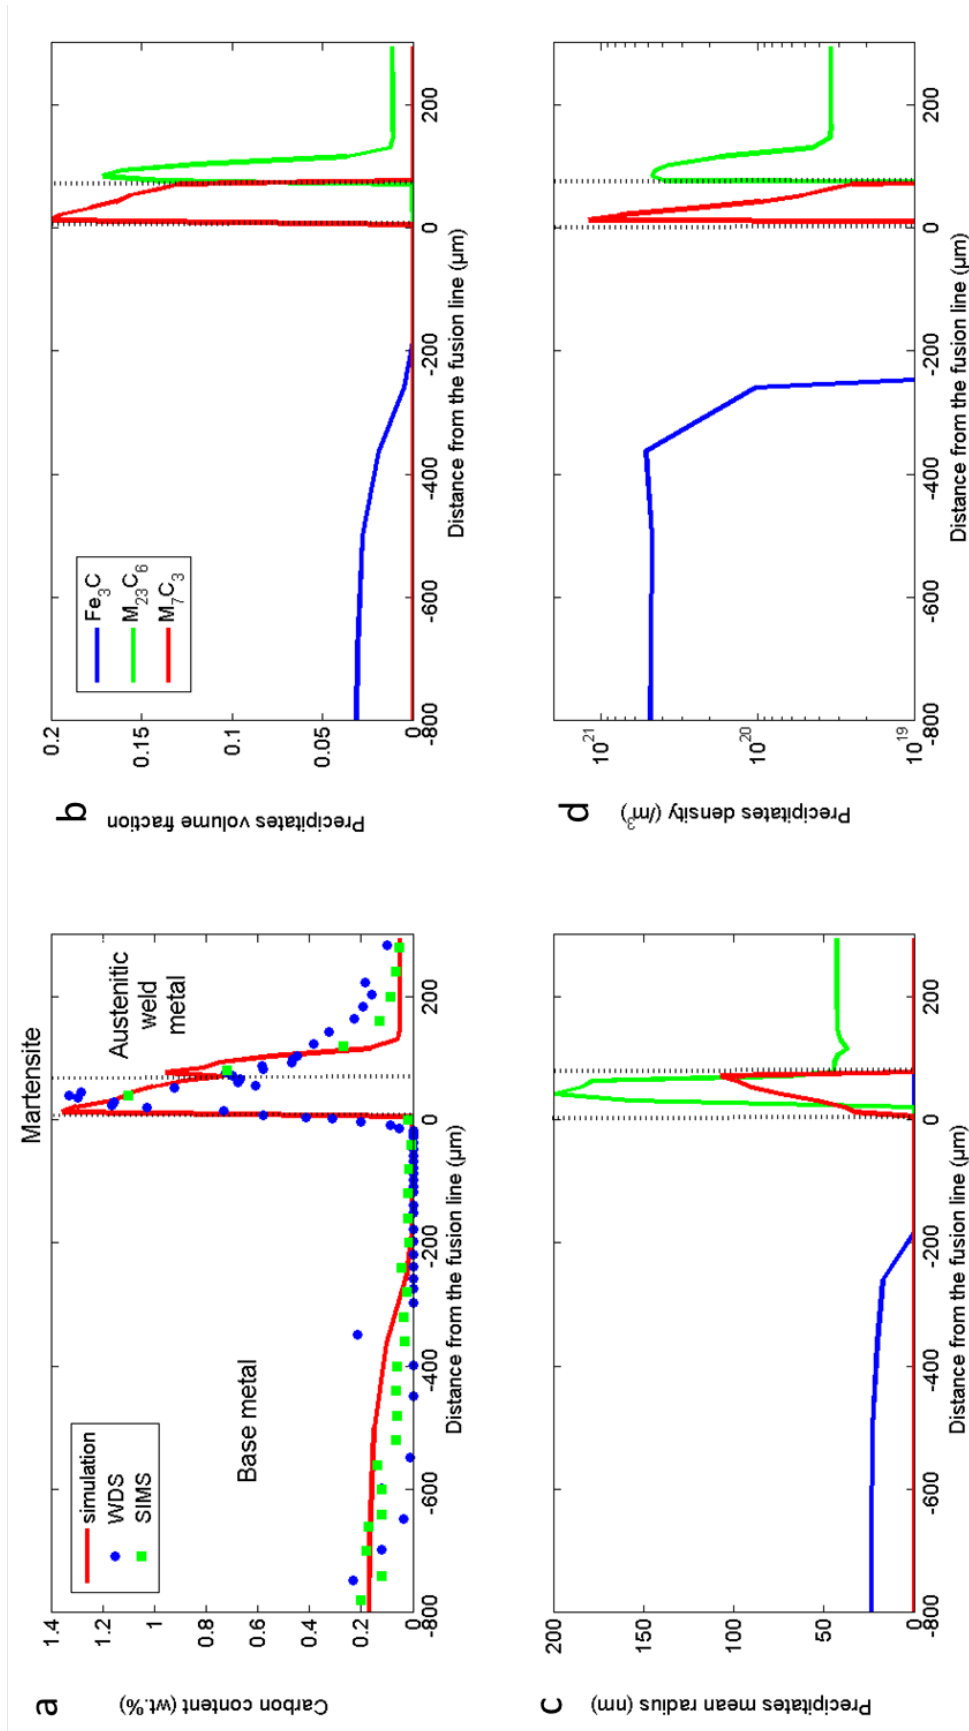 a
Martensite
Carbon content (wt.%)
1.4
1.2
1
0.8
0.6
0.4
0.2
0
simulation
WDS
SIMS
Base metal
Austenitic
weld
metal
-800
-600
-400
-200
0
200
Distance from the fusion line (µm)
b
Precipitates volume fraction
0.2
0.15
0.1
0.05
0
Fe3C
M23C6
M7C3
-800
-600
-400
-200
0
200
Distance from the fusion line (µm)
c
Precipitates mean radius (nm)
200
150
100
50
0
-800
-600
-400
-200
0
200
Distance from the fusion line (µm)
d
Precipitates density (/m³)
10^21
10^20
10^19
-800
-600
-400
-200
0
200
Distance from the fusion line (µm)